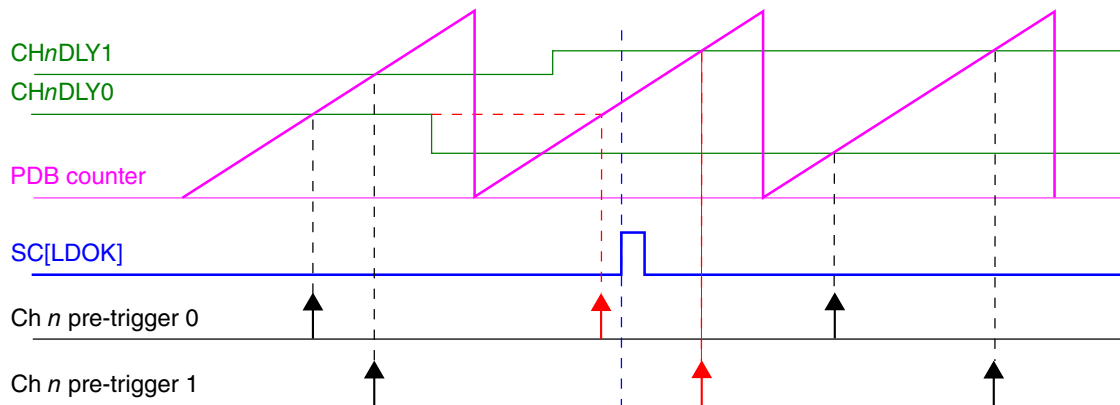 CHnDLY1
CHnDLY0
PDB counter
SC[LDOK]
Ch n pre-trigger 0
Ch n pre-trigger 1